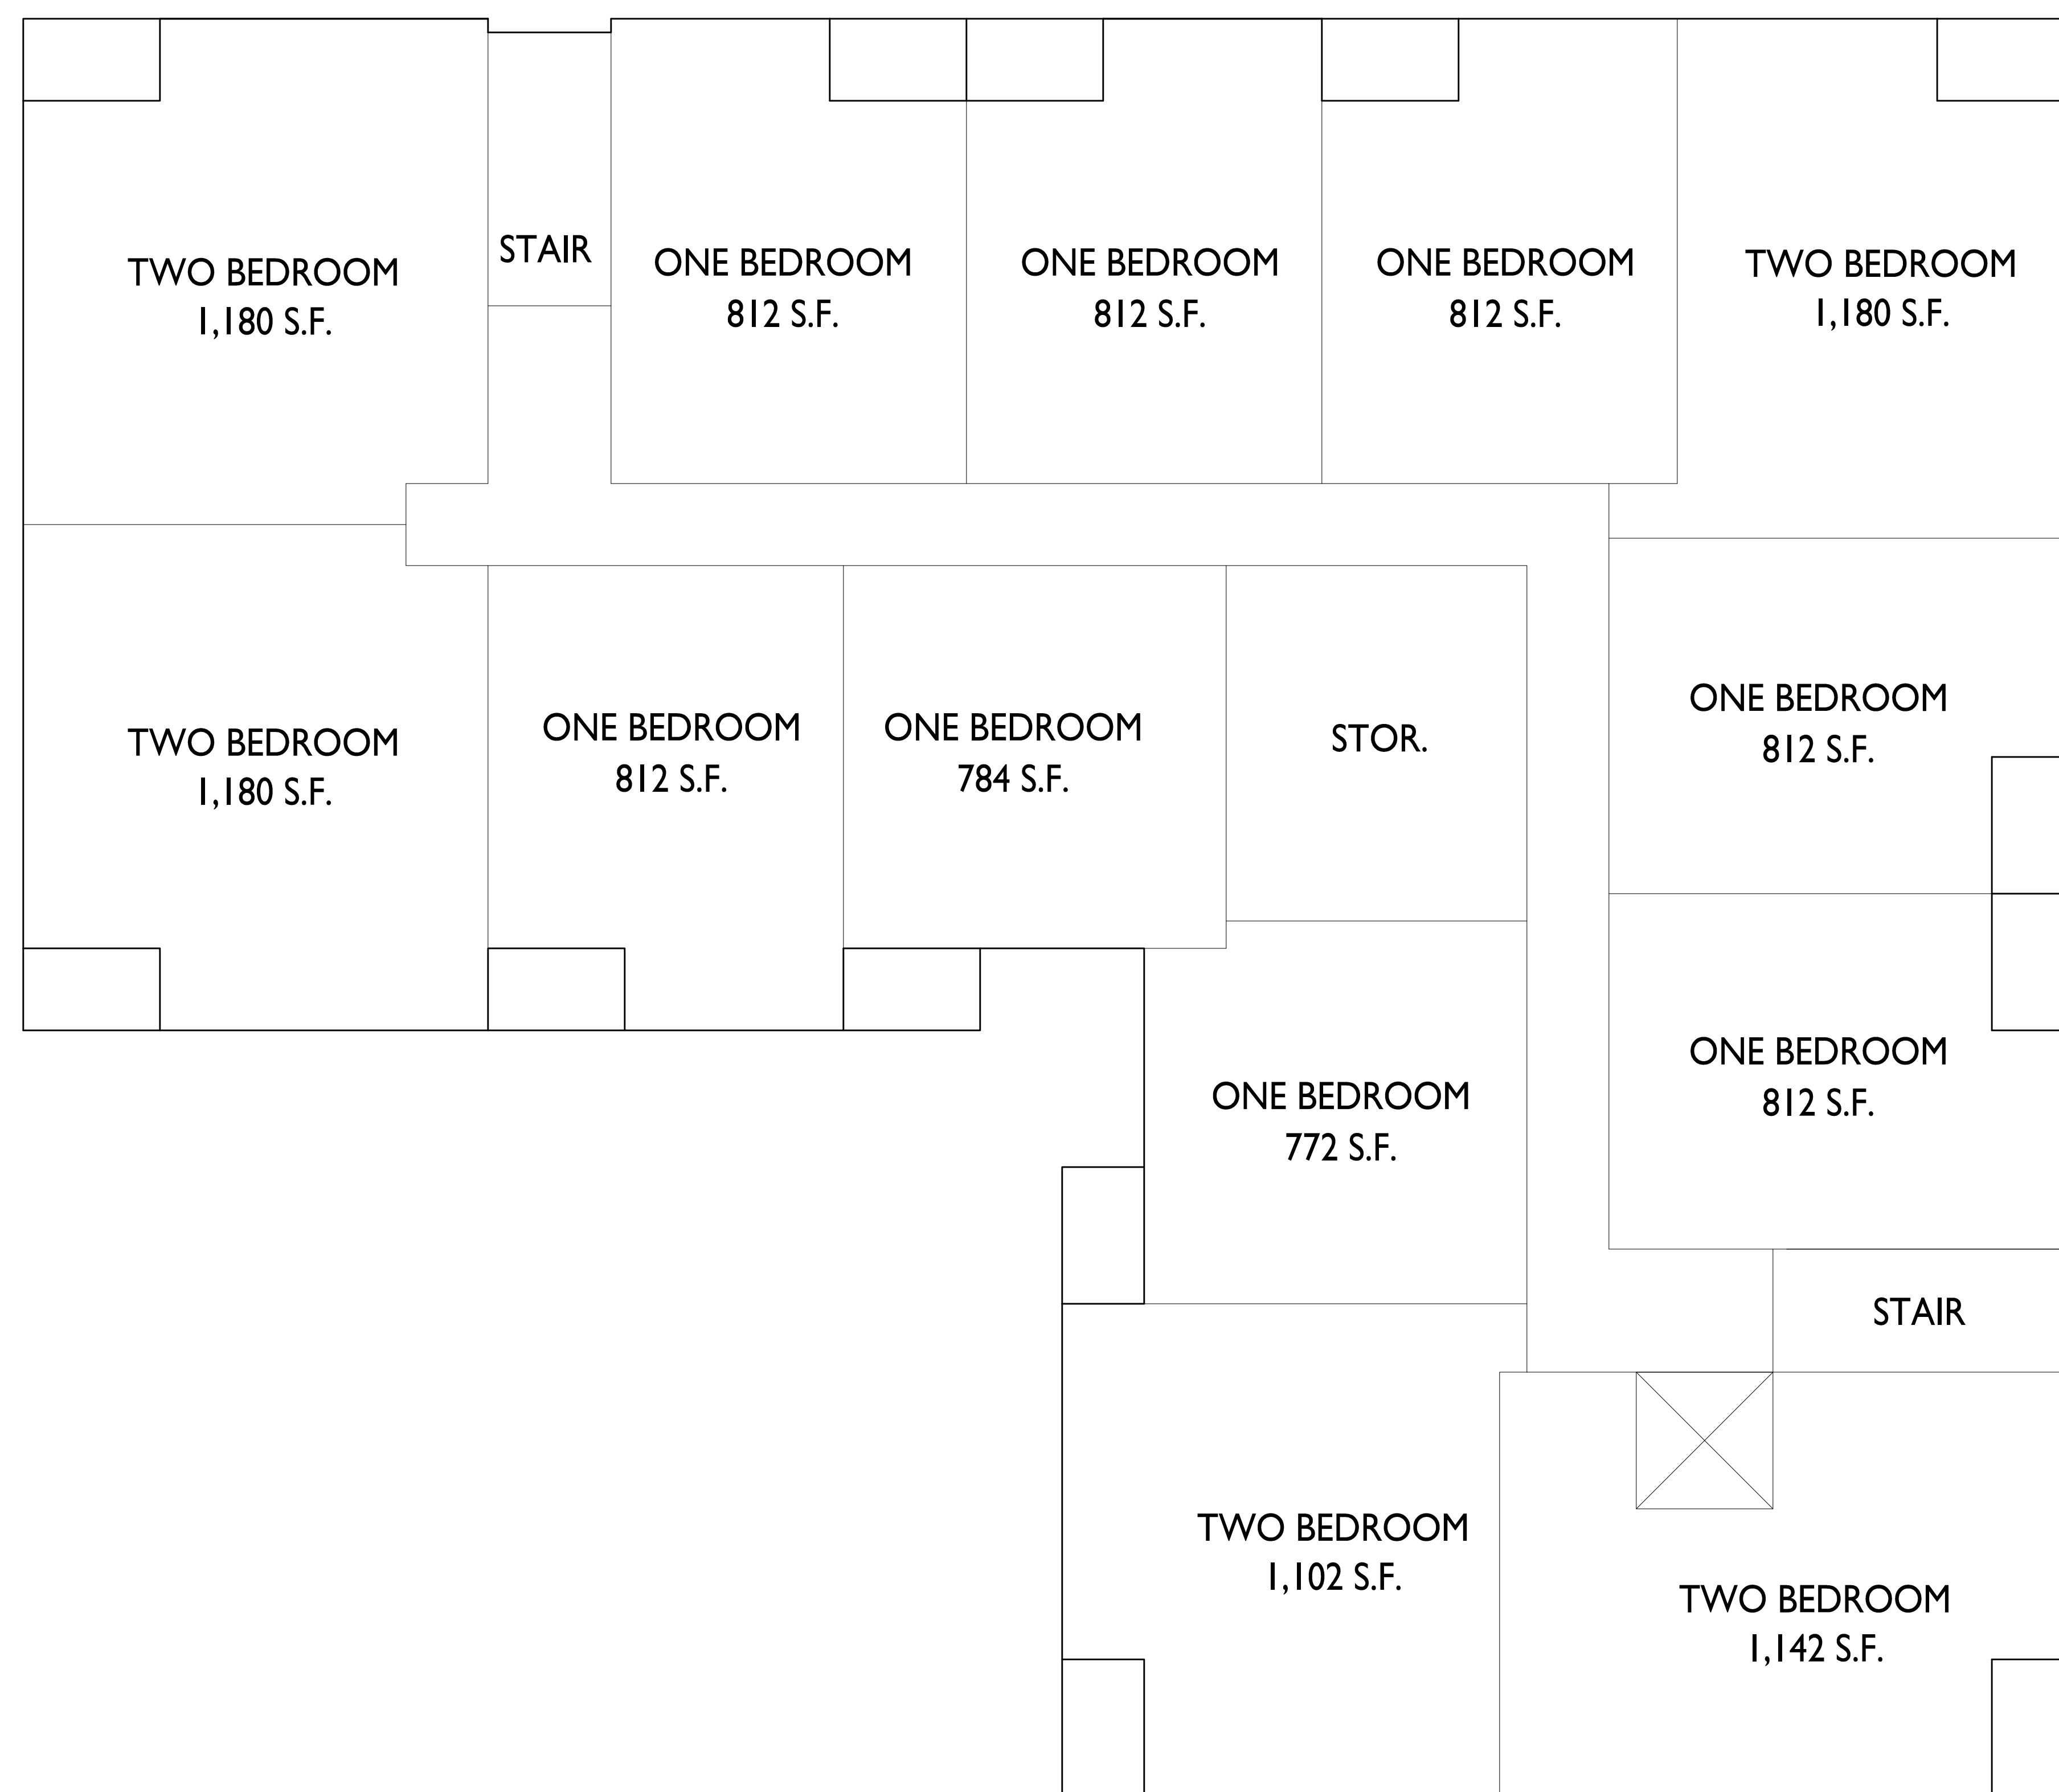 TWO BEDROOM
1,180 S.F.
STAIR
ONE BEDROOM
812 S.F.
ONE BEDROOM
812 S.F.
ONE BEDROOM
812 S.F.
TWO BEDROOM
1,180 S.F.
TWO BEDROOM
1,180 S.F.
ONE BEDROOM
812 S.F.
ONE BEDROOM
784 S.F.
STOR.
ONE BEDROOM
812 S.F.
ONE BEDROOM
772 S.F.
ONE BEDROOM
812 S.F.
STAIR
TWO BEDROOM
1,102 S.F.
TWO BEDROOM
1,142 S.F.